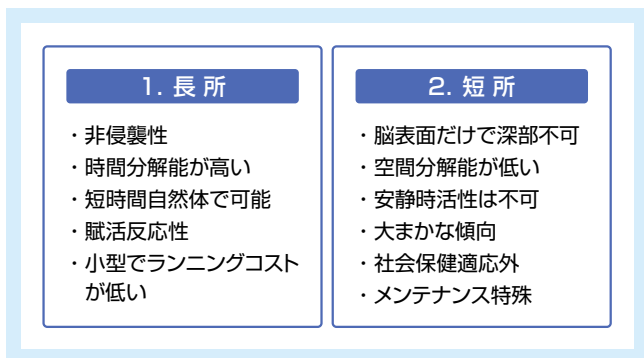 1. 長所
・非侵襲性
・時間分解能が高い
・短時間自然体で可能
・賦活反応性
・小型でランニングコスト
が低い
2. 短所
・脳表面だけで深部不可
・空間分解能が低い
・安静時活性は不可
・大まかな傾向
・社会保健適応外
・メンテナンス特殊